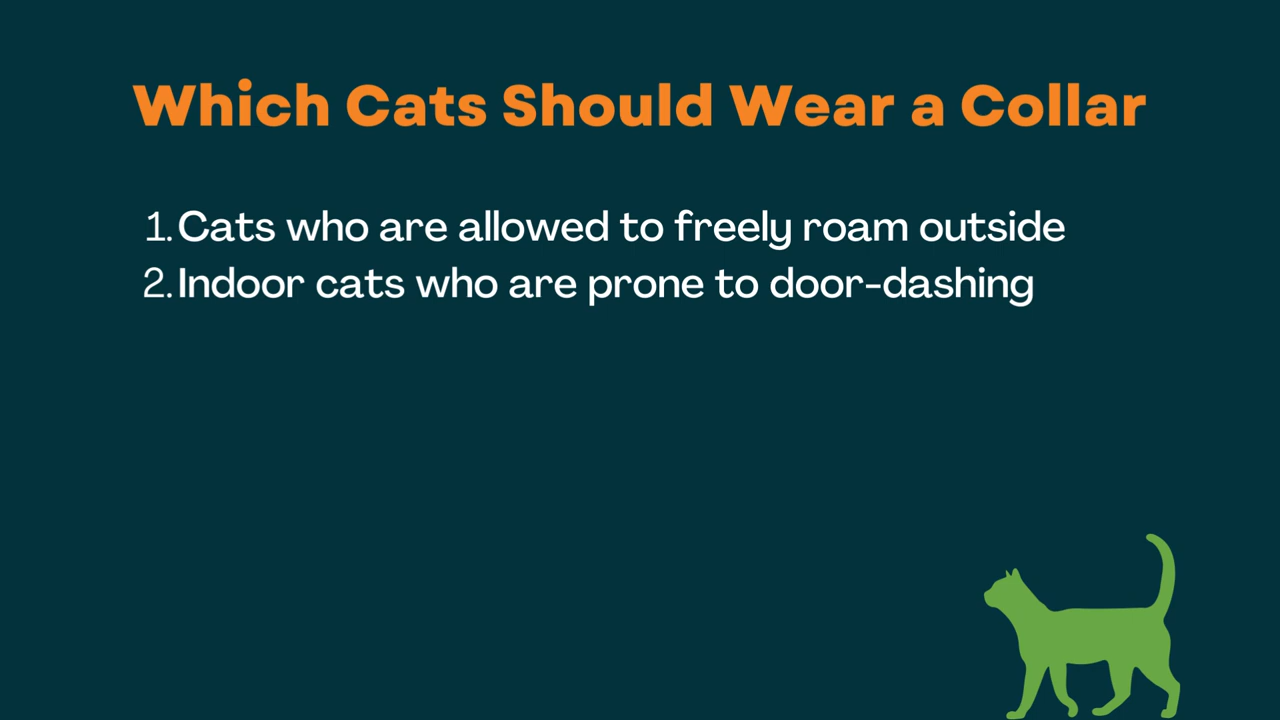 Which Cats Should Wear a Collar
1. Cats who are allowed to freely roam outside
2. Indoor cats who are prone to door-dashing